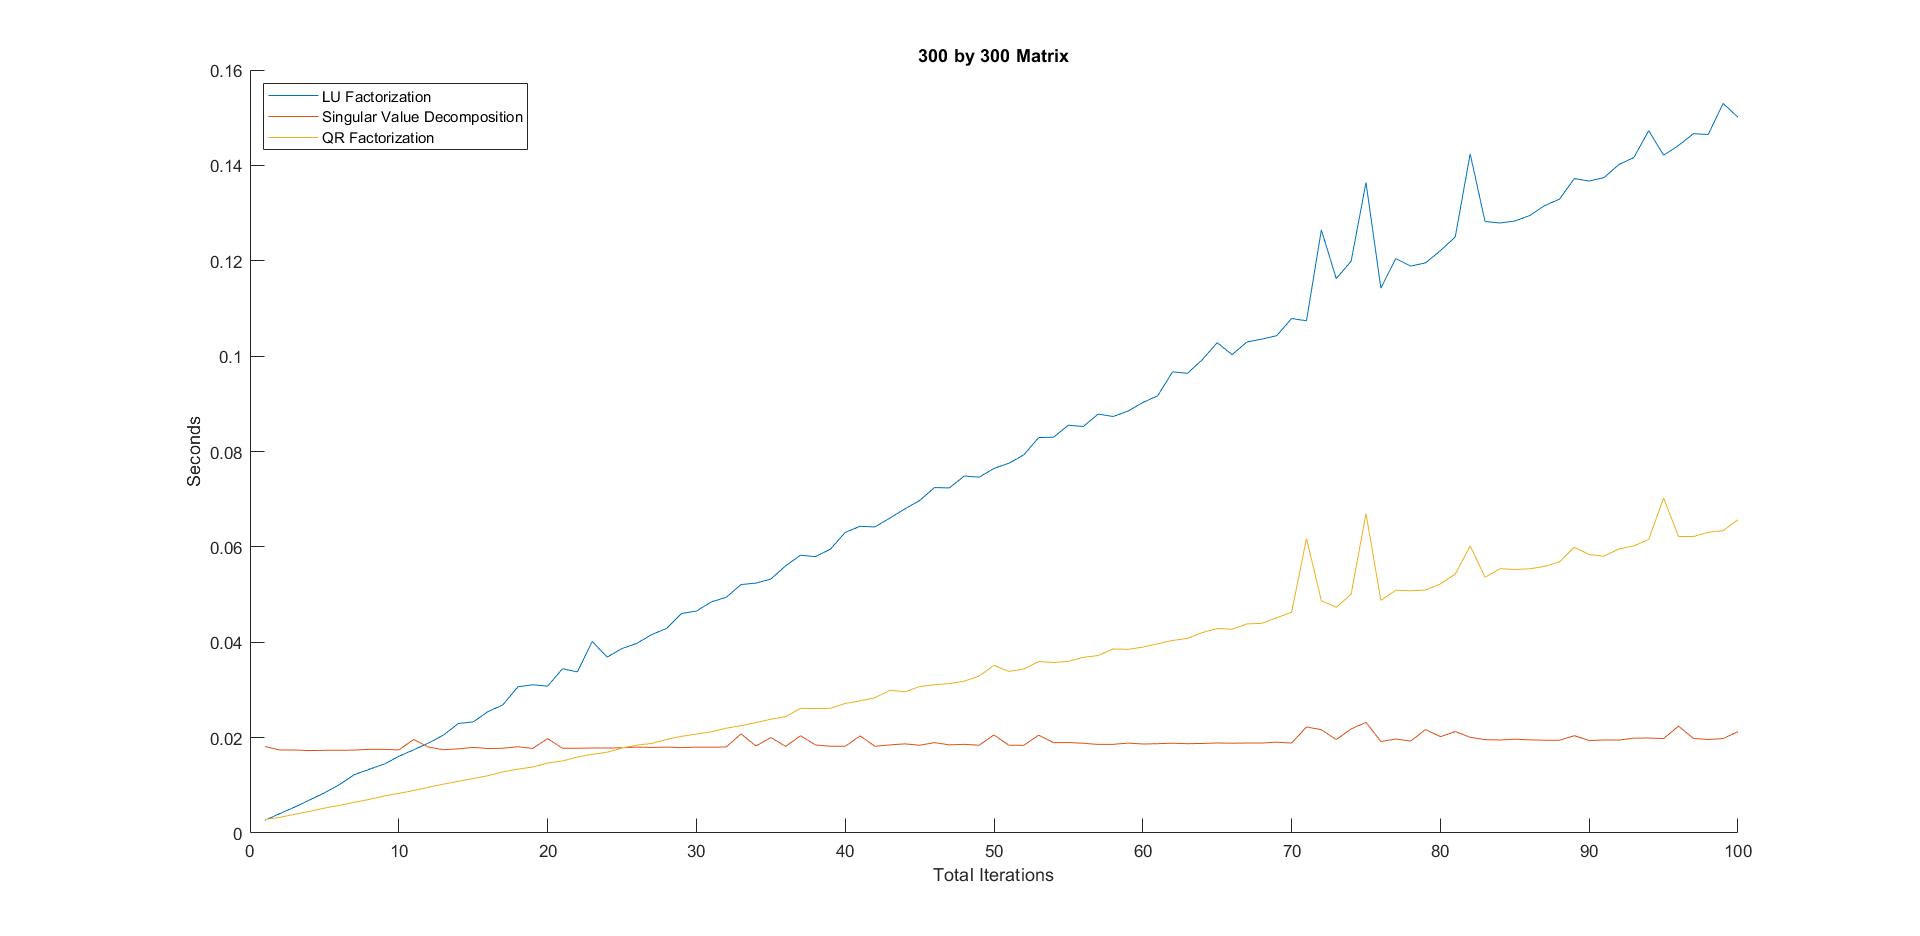 300 by 300 Matrix
LU Factorization
Singular Value Decomposition
QR Factorization
0.16
0.14
0.12
0.1
0.08
0.06
0.04
0.02
0
Seconds
0 10 20 30 40 50 60 70 80 90 100
Total Iterations